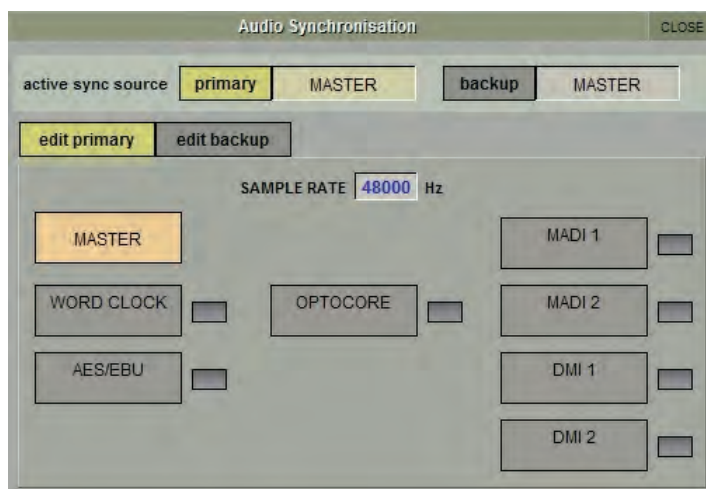 Audio Synchronisation CLOSE
active sync source primary MASTER backup MASTER
edit primary edit backup
SAMPLE RATE 48000 Hz
MASTER MADI 1
WORD CLOCK OPTOCORE MADI 2
AES/EBU DMI 1
DMI 2